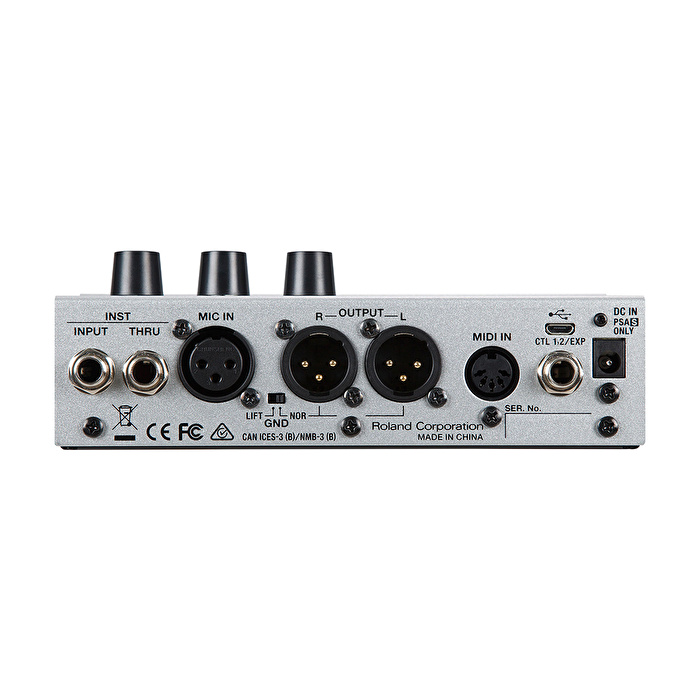 INST
INPUT THRU
MIC IN
R OUTPUT L
MIDI IN
CTL 1,2/EXP
DC IN
PSA S
ONLY
LIFT NOR
GND
SER. No.
CE FC
CAN ICES-3 (B)/NMB-3 (B)
Roland Corporation
MADE IN CHINA